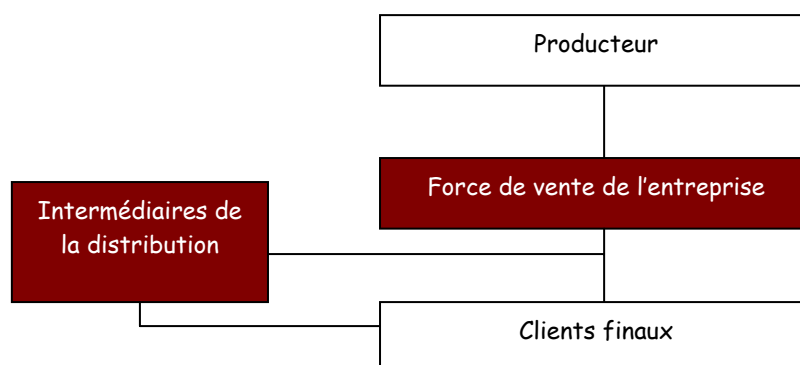 Producteur
Force de vente de l'entreprise
Intermédiaires de
la distribution
Clients finaux